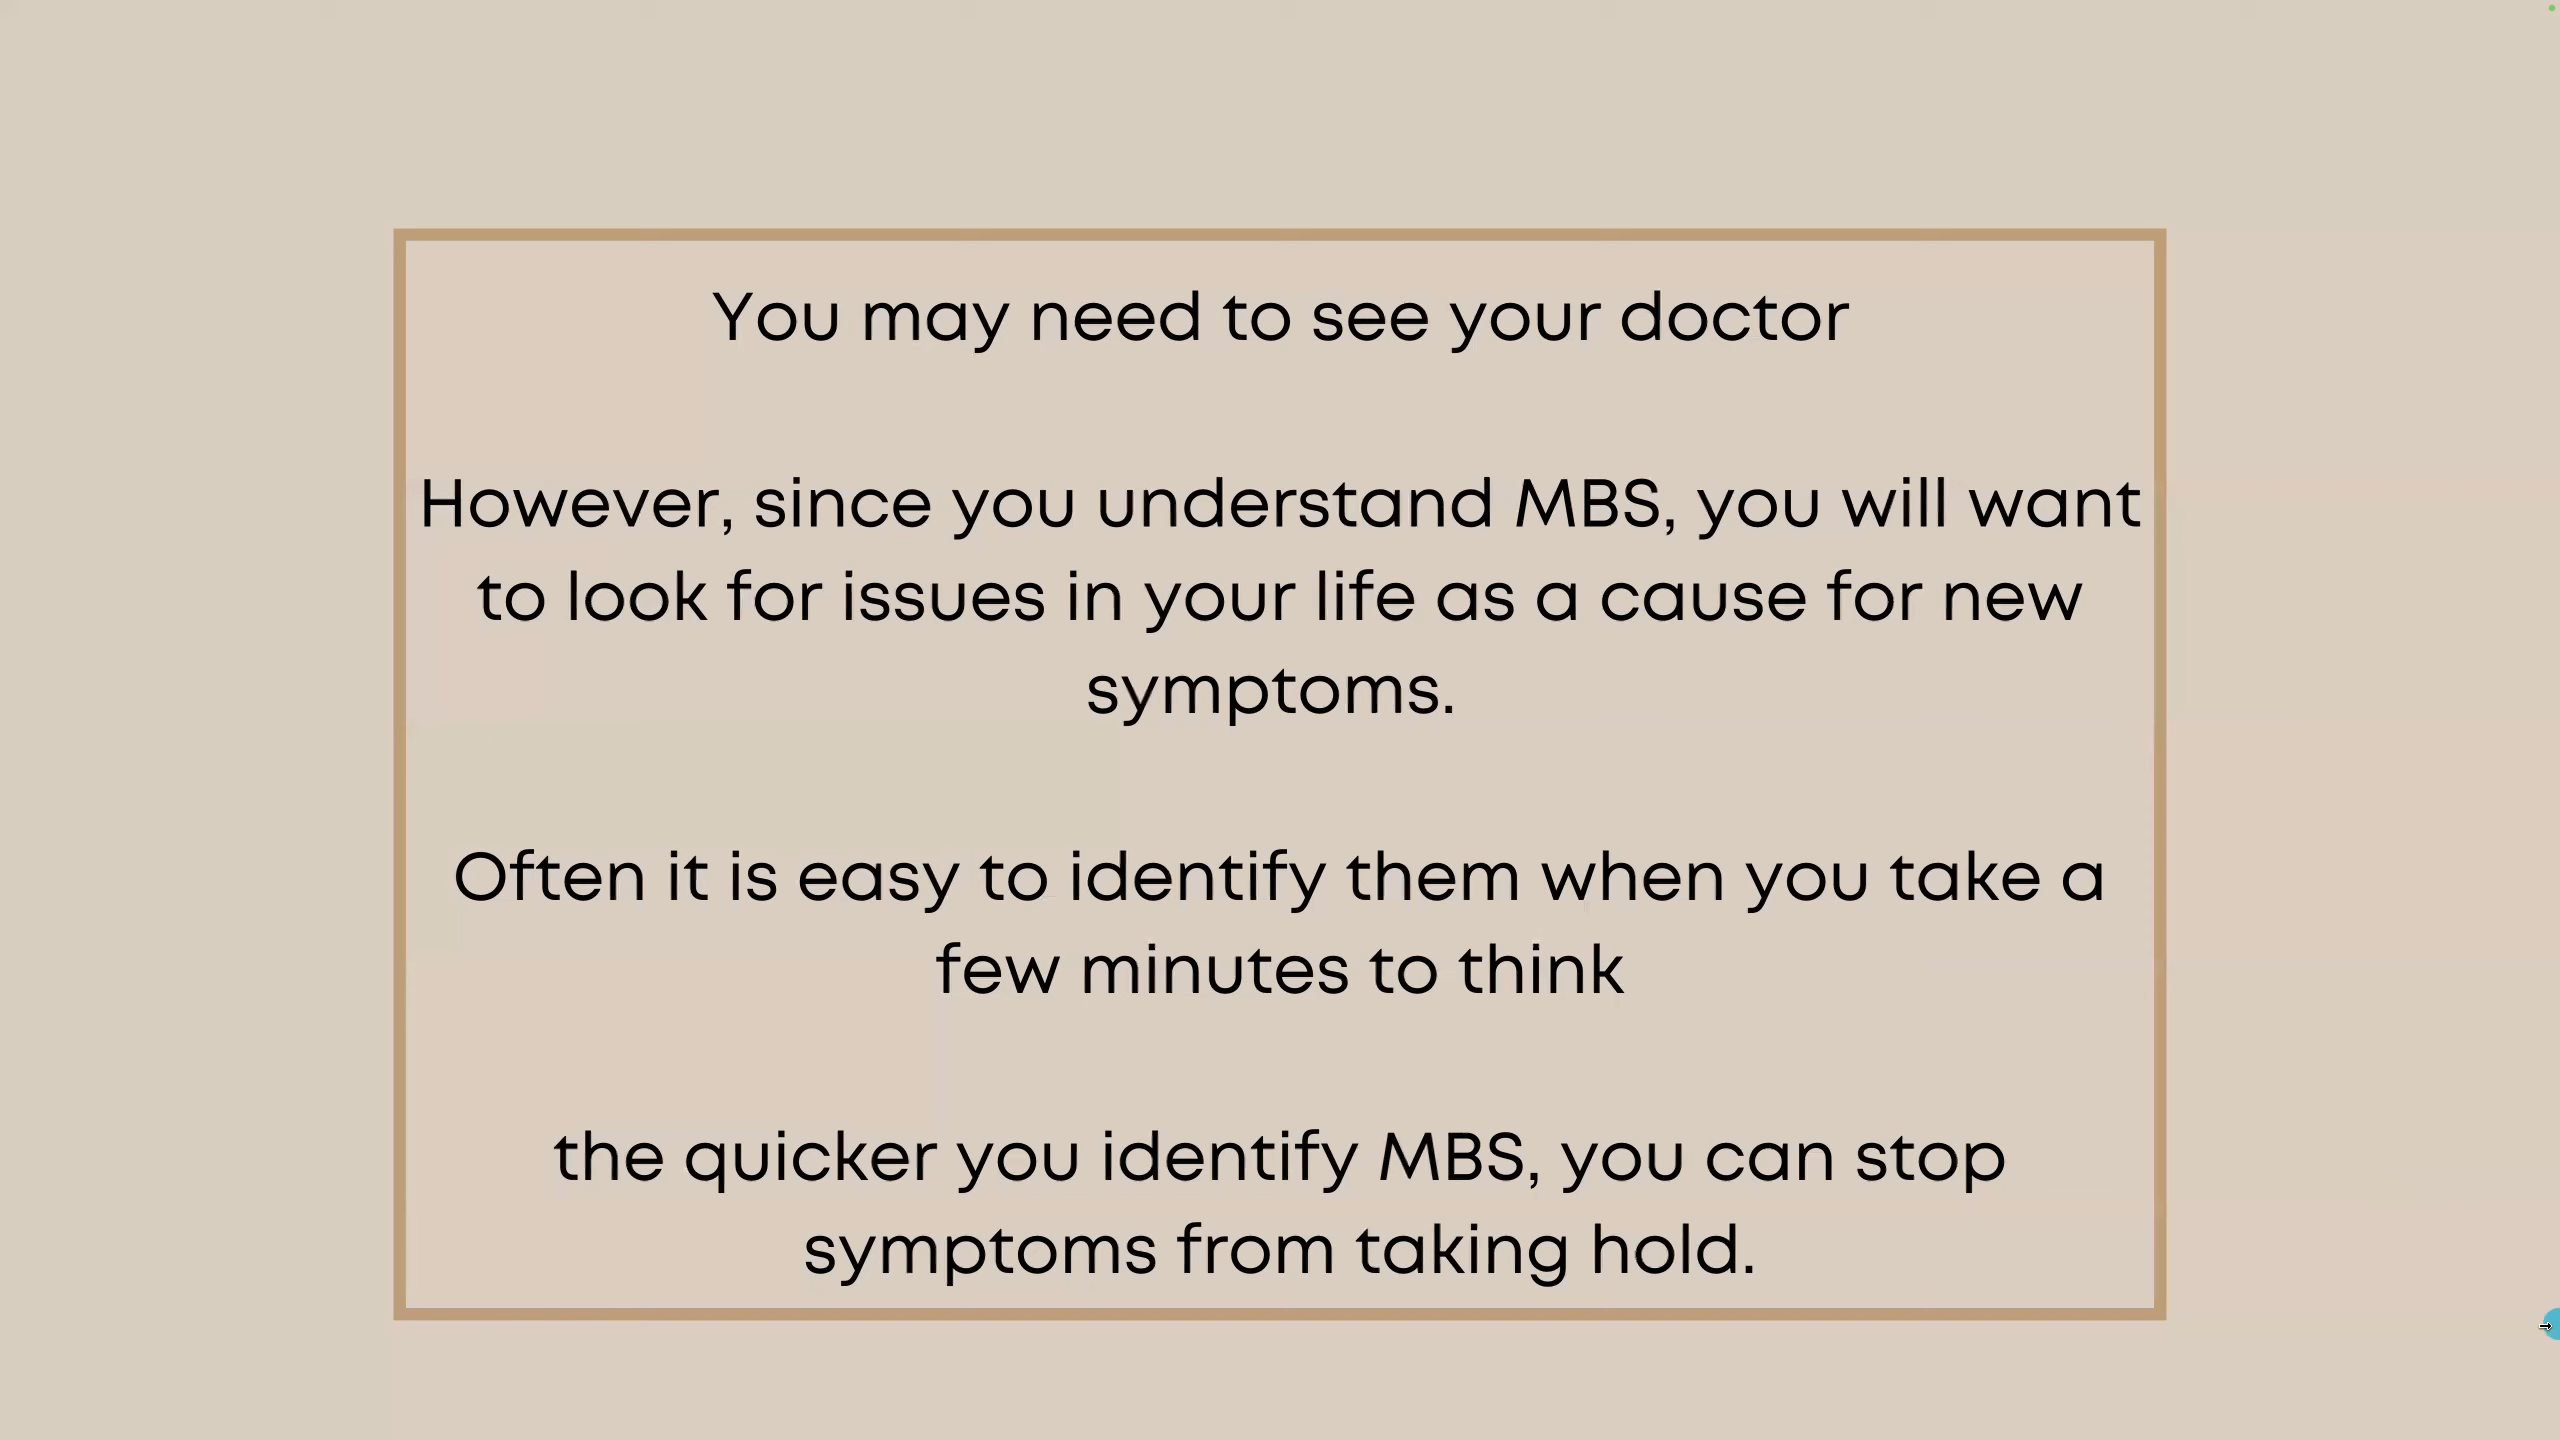 You may need to see your doctor
However, since you understand MBS, you will want
to look for issues in your life as a cause for new
symptoms.
Often it is easy to identify them when you take a
few minutes to think
the quicker you identify MBS, you can stop
symptoms from taking hold.